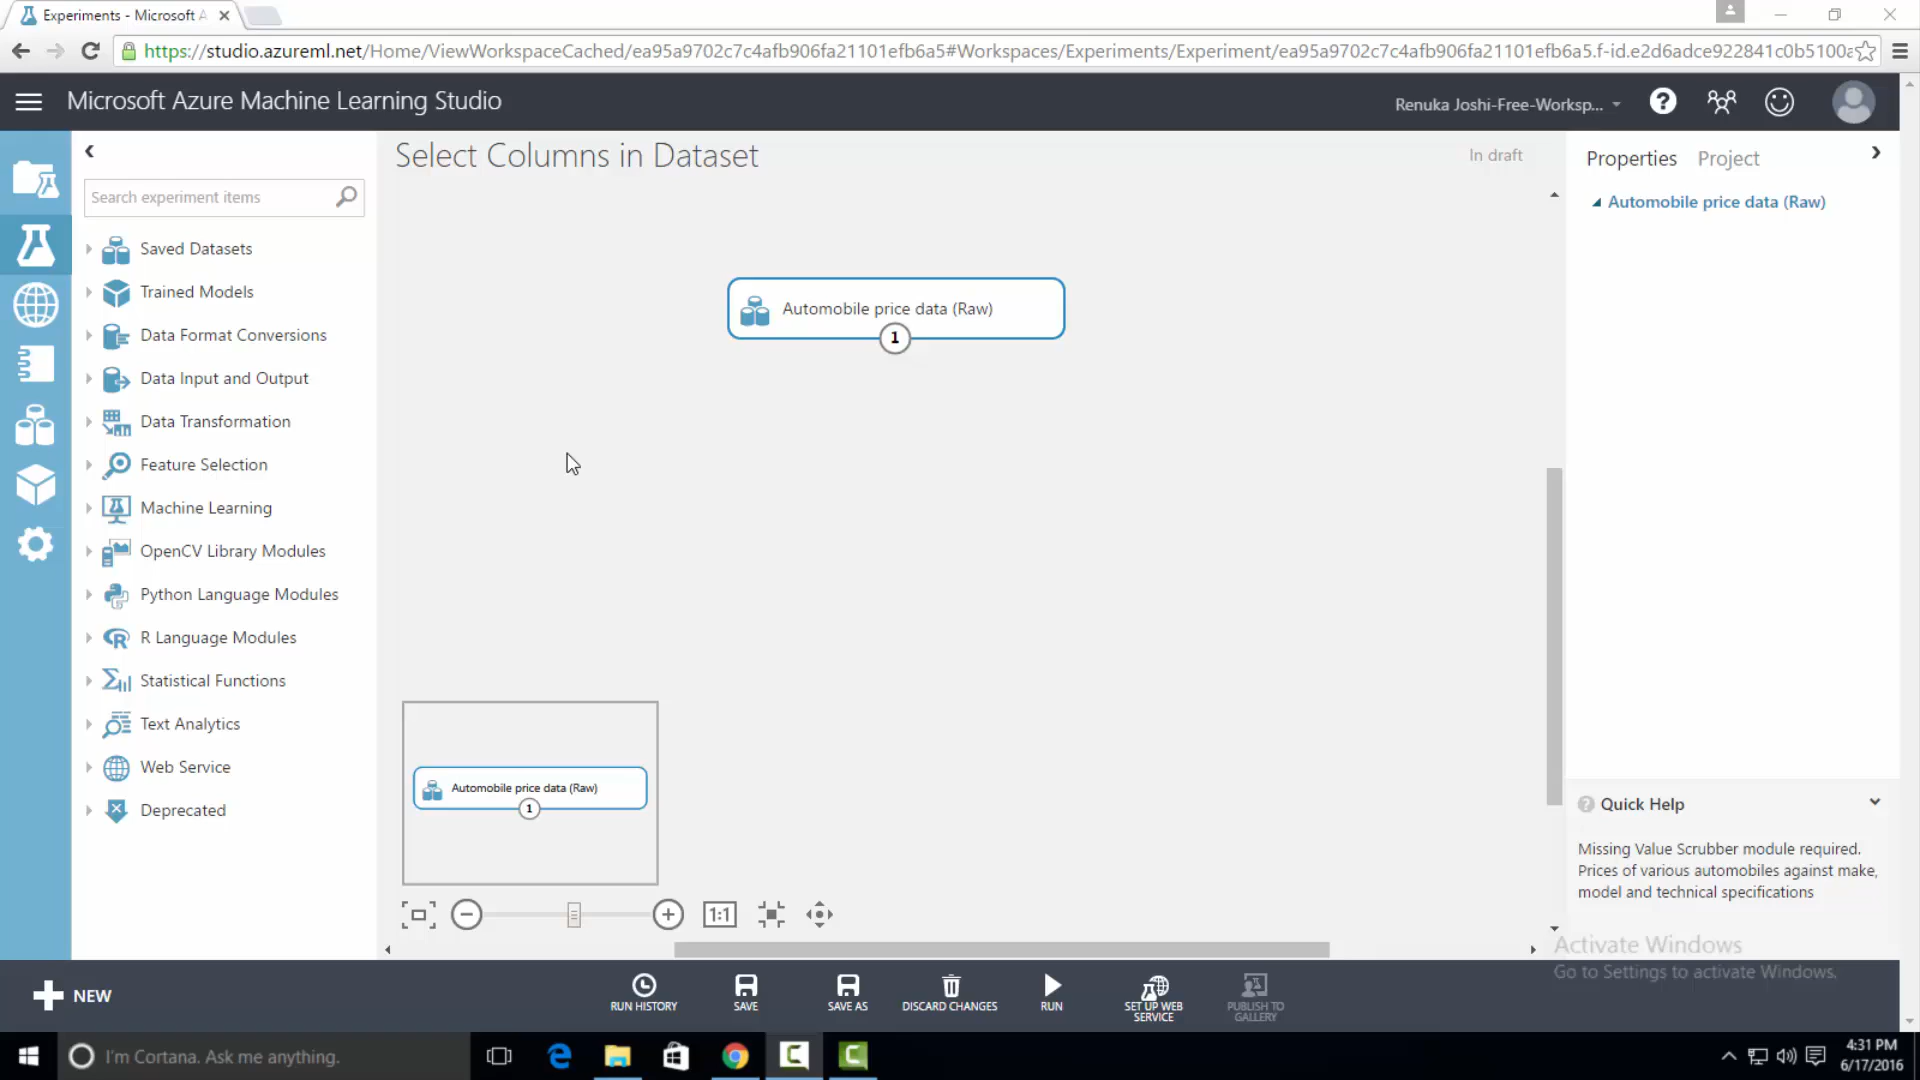 Experiments - Microsoft A
https://studio.azureml.net/Home/ViewWorkspaceCached/ea95a9702c7c4afb906fa21101efb6a5#Workspaces/Experiments/Experiment/ea95a9702c7c4afb906fa21101efb6a5.f-id.e2d6adce922841c0b5100a
Microsoft Azure Machine Learning Studio
Renuka Joshi-Free-Worksp...
Select Columns in Dataset
In draft
Properties
Project
Search experiment items
Automobile price data (Raw)
Saved Datasets
Trained Models
Data Format Conversions
Data Input and Output
Data Transformation
Feature Selection
Machine Learning
OpenCV Library Modules
Python Language Modules
R Language Modules
Statistical Functions
Text Analytics
Web Service
Deprecated
Automobile price data (Raw)
1
Automobile price data (Raw)
1
1:1
Quick Help
Missing Value Scrubber module required.
Prices of various automobiles against make,
model and technical specifications
Activate Windows
Go to Settings to activate Windows.
NEW
RUN HISTORY
SAVE
SAVE AS
DISCARD CHANGES
RUN
SET UP WEB
SERVICE
PUBLISH TO
GALLERY
I'm Cortana. Ask me anything.
4:31 PM
6/17/2016